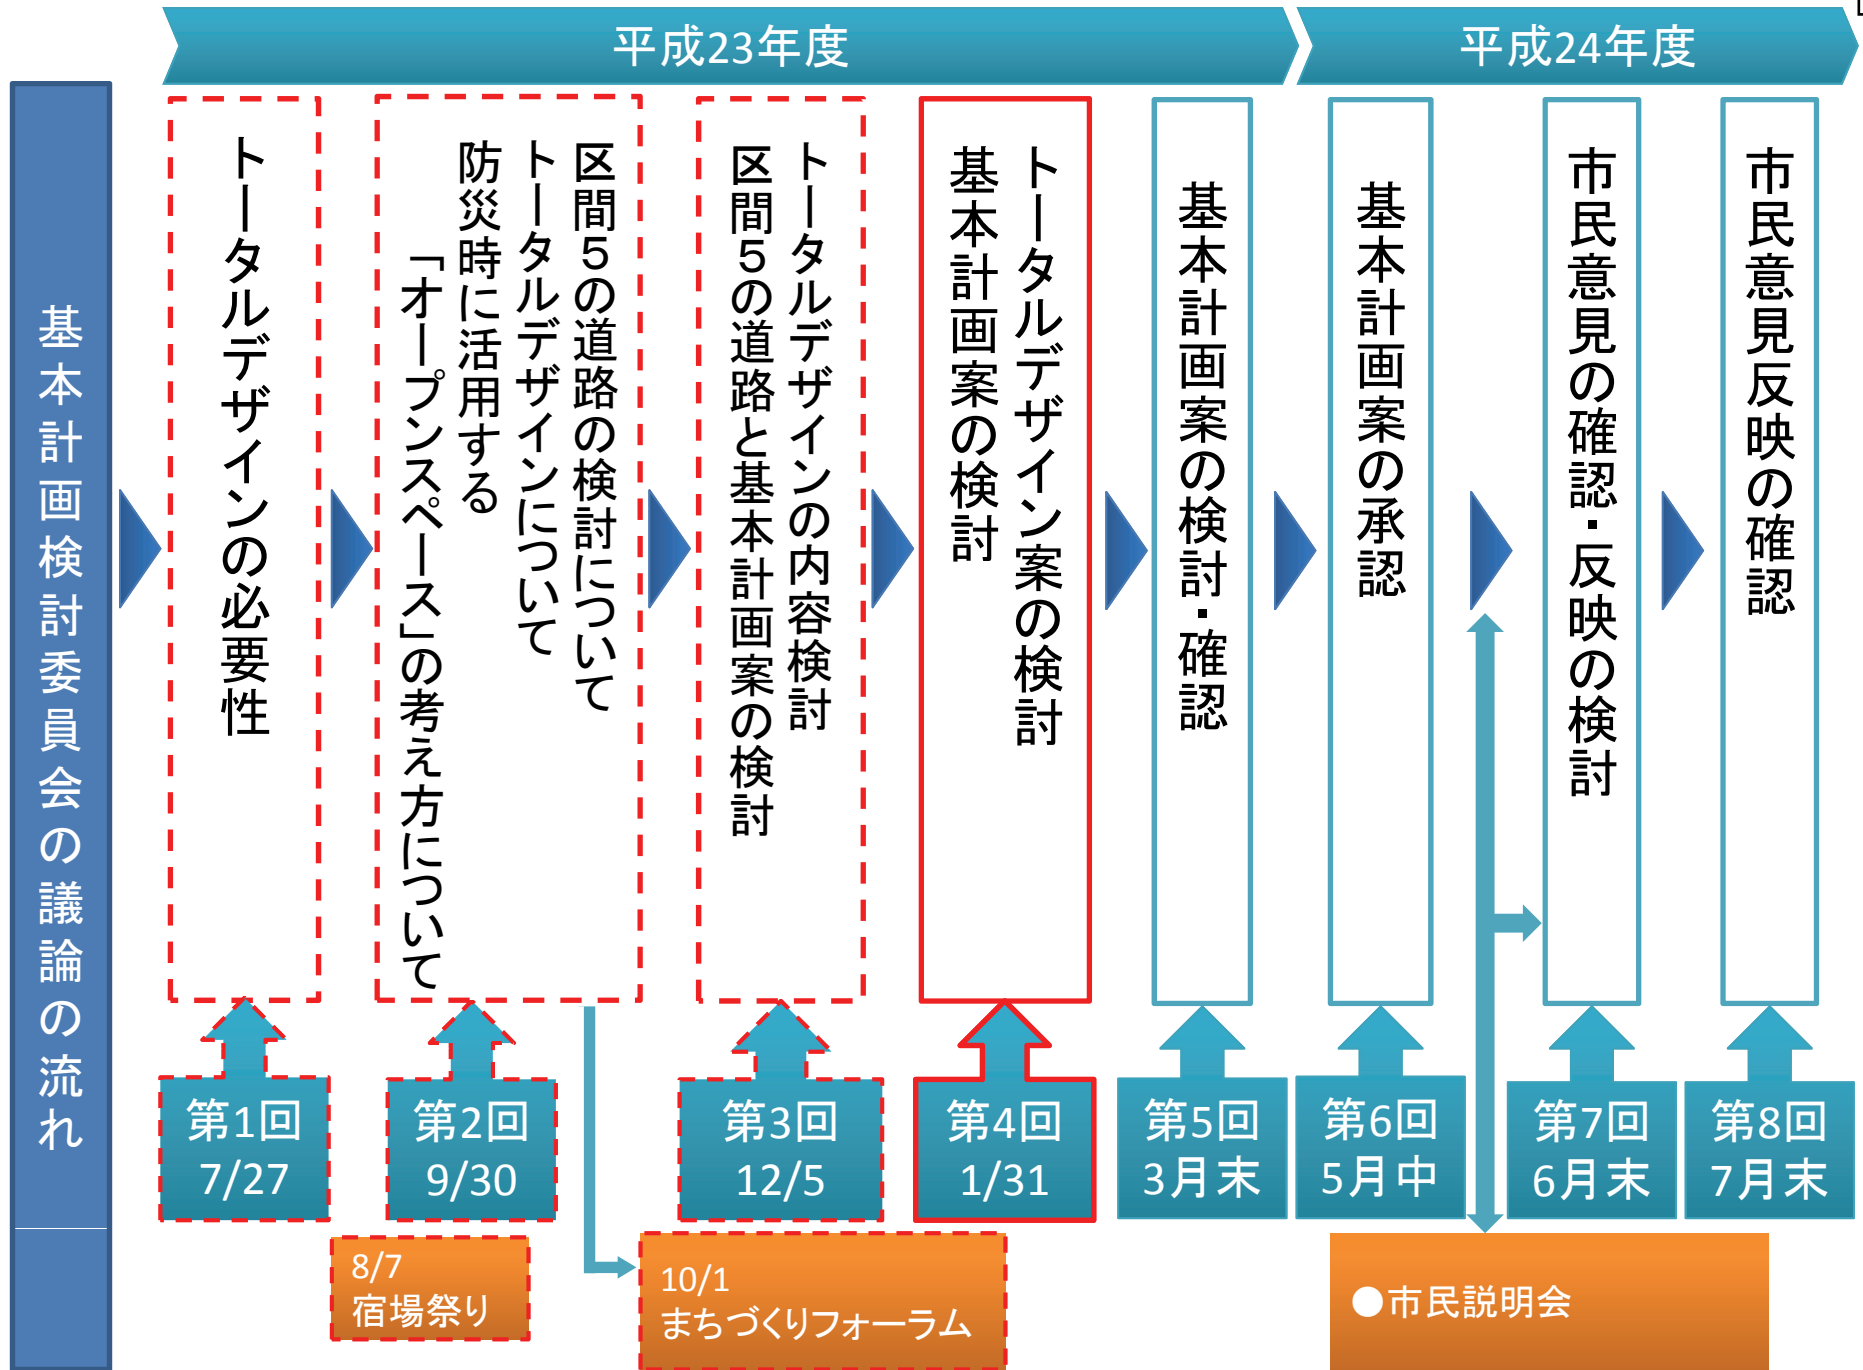 平成23年度
平成24年度
基本計画検討委員会の議論の流れ
トータルデザインの必要性
区間５の道路の検討について
トータルデザインについて
防災時に活用する
「オープンスペース」の考え方について
トータルデザインの内容検討
区間５の道路と基本計画案の検討
トータルデザイン案の検討
基本計画案の検討
基本計画案の検討・確認
基本計画案の承認
市民意見の確認・反映の検討
市民意見反映の確認
第1回
7/27
第2回
9/30
第3回
12/5
第4回
1/31
第5回
3月末
第6回
5月中
第7回
6月末
第8回
7月末
8/7
宿場祭り
10/1
まちづくりフォーラム
●市民説明会